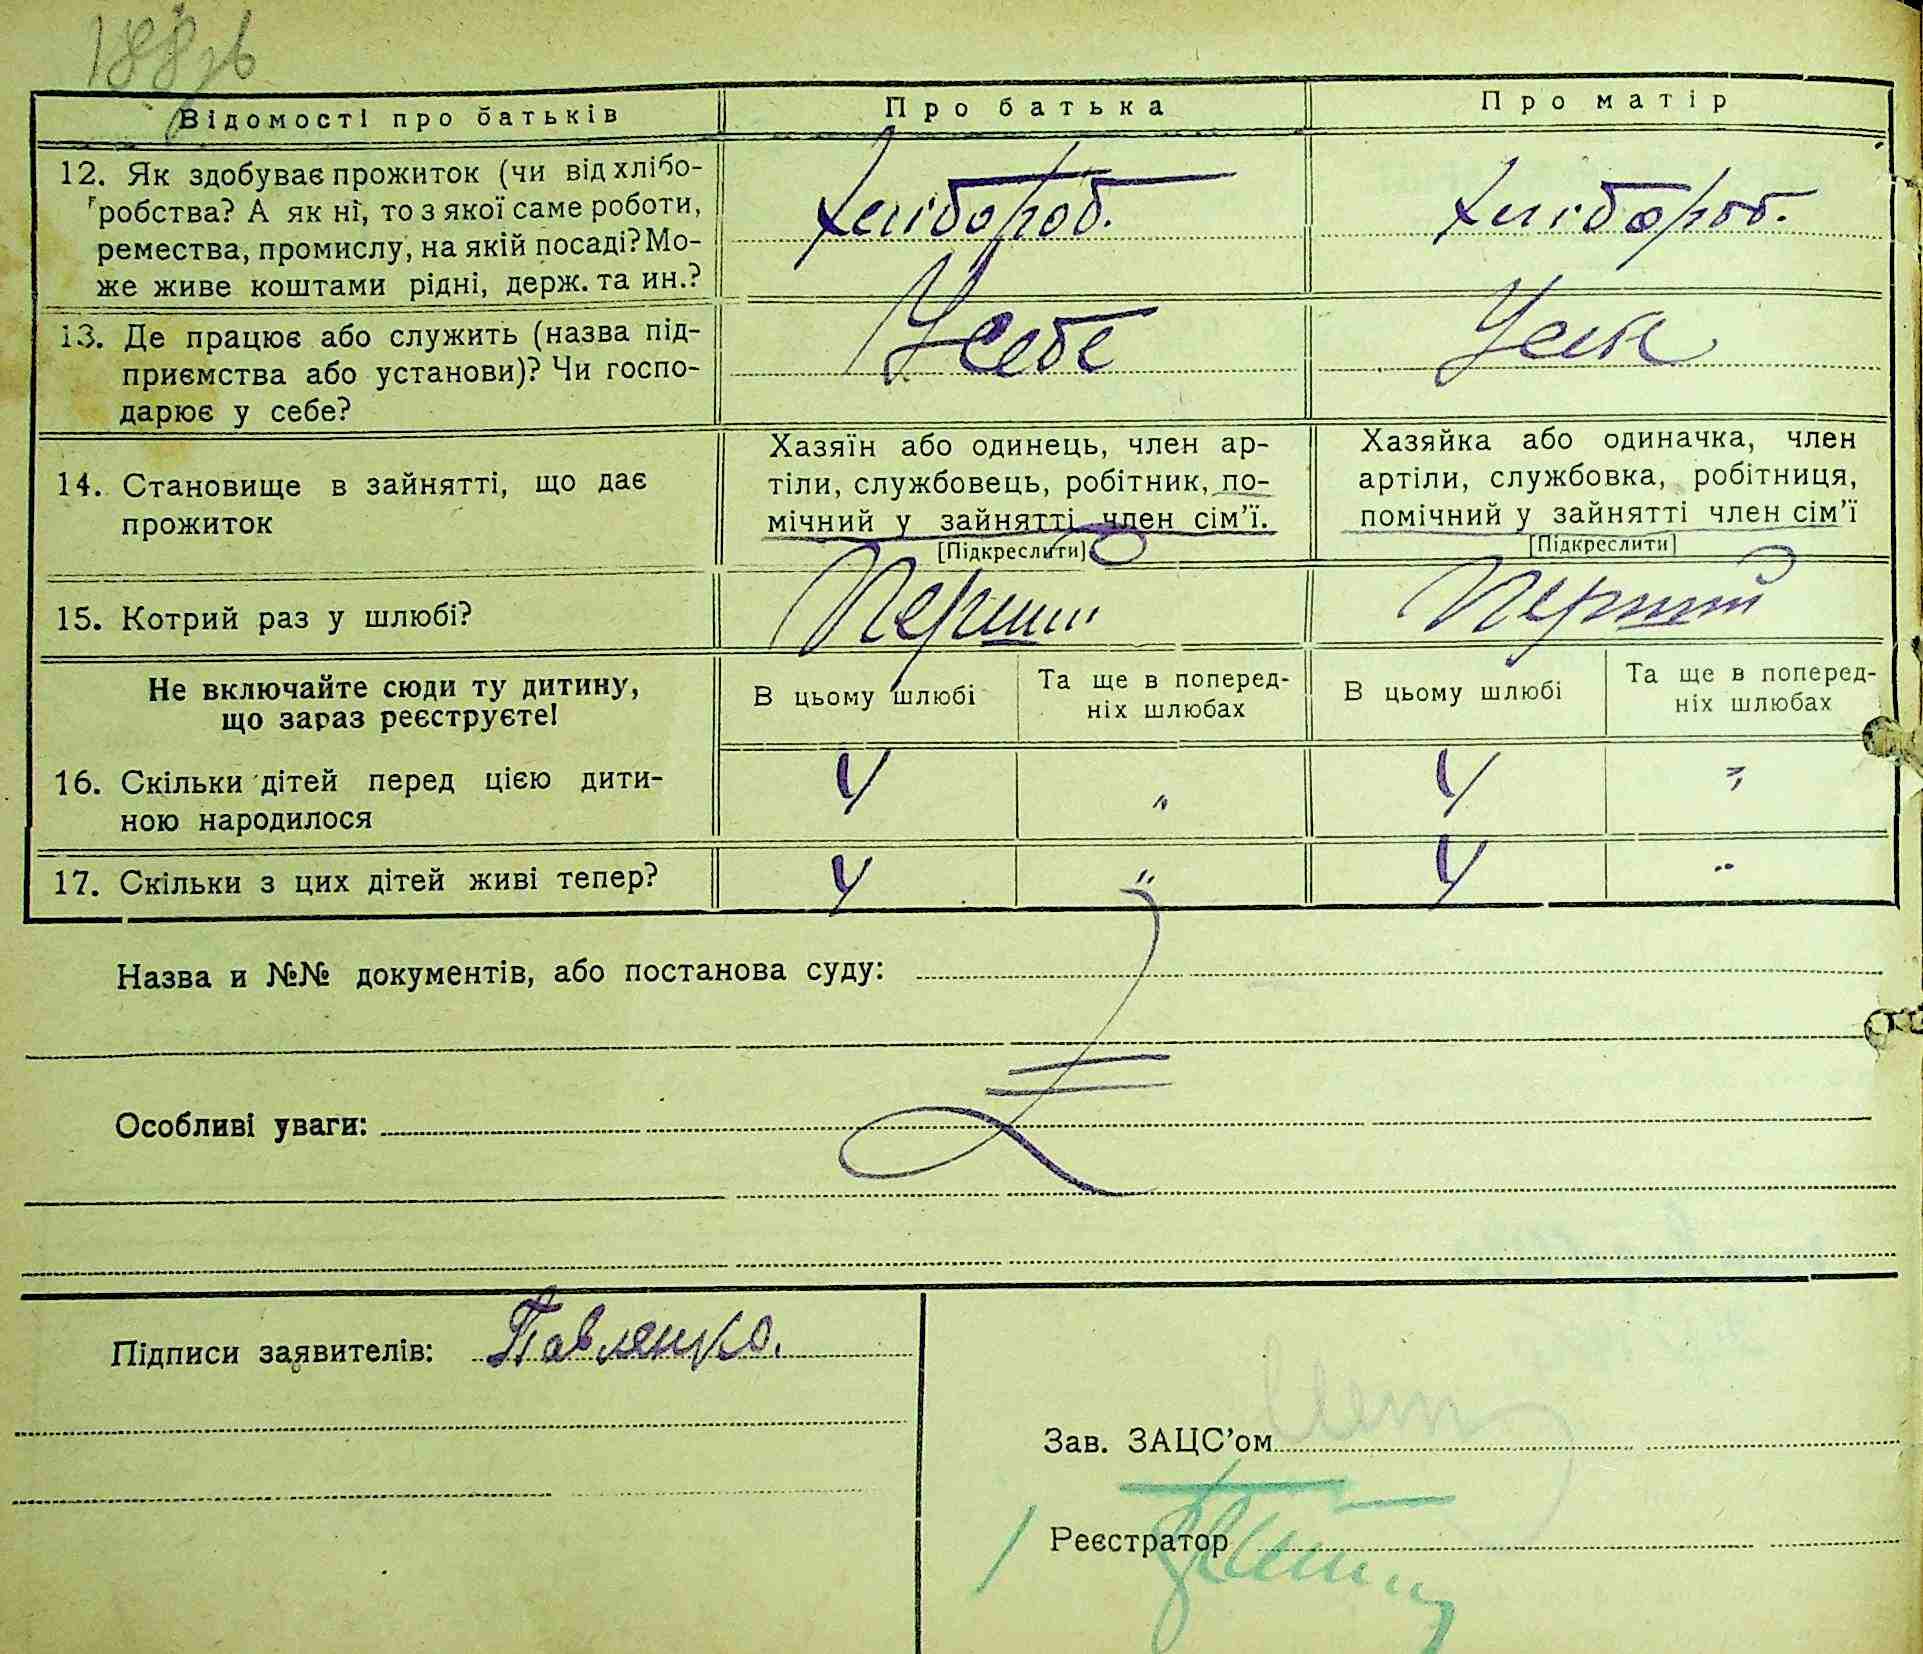 188зв
Відомості про батьків Про батька Про матір
12. Як здобуває прожиток (чи від хлібо-
робства? А як ні, то з якої саме роботи,
ремества, промислу, на якій посаді? Мо-
же живе коштами рідні, держ. та ин.?
Хлібороб. Хлібороб.
13. Де працює або служить (назва під-
приємства або установи)? Чи госпо-
дарює у себе?
У себе
14. Становище в зайнятті, що дає
прожиток
Хазяїн або одинець, член ар-
тіли, службовець, робітник, по-
мічний у зайнятті член сім'ї.
[Підкреслити]
Хазяйка або одиначка, член
артіли, службовка, робітниця,
помічний у зайнятті член сім'ї
[Підкреслити]
15. Котрий раз у шлюбі? Перший Перший
Не включайте сюди ту дитину,
що зараз реєструєте!
В цьому шлюбі Та ще в поперед-
ніх шлюбах
В цьому шлюбі Та ще в поперед-
ніх шлюбах
16. Скільки дітей перед цією дити-
ною народилося
4 " 4 "
17. Скільки з цих дітей живі тепер? 4 " 4 "
Назва и №№ документів, або постанова суду:
Особливі уваги:
Підписи заявителів: Павленко.
Зав. ЗАЦС'ом
Реєстратор